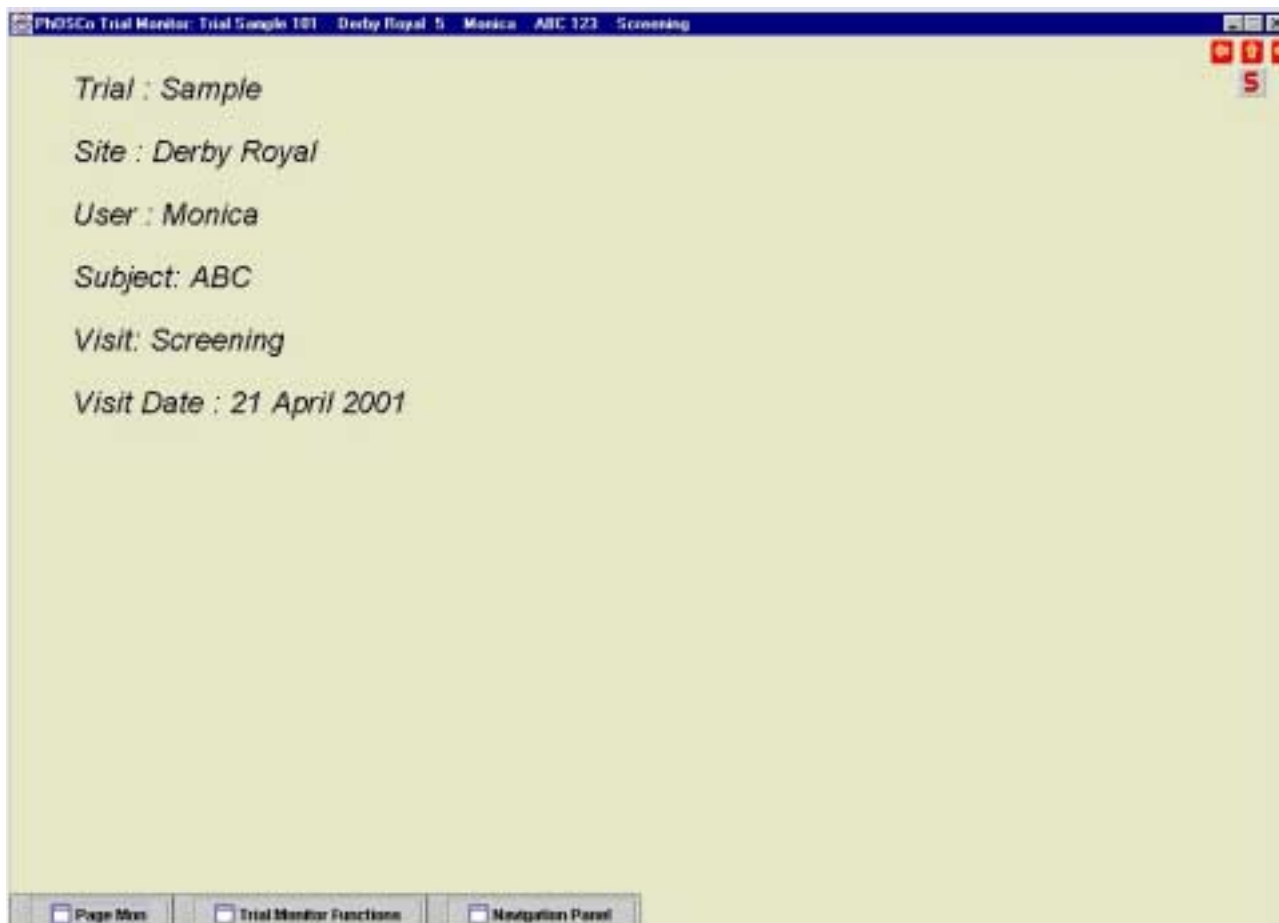 PhOSCo Trial Monitor: Trial Sample 101 Derby Royal 5 Monica ABC 123 Screening
S
Trial : Sample
Site : Derby Royal
User : Monica
Subject: ABC
Visit: Screening
Visit Date : 21 April 2001
Page Mon Trial Monitor Functions Navigation Panel